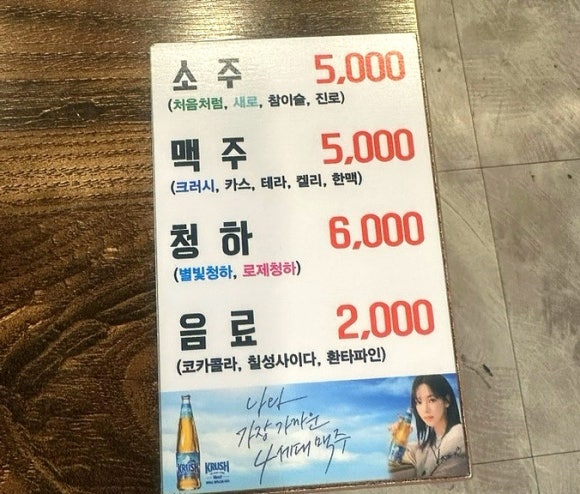 소주 5,000
(처음처럼, 새로, 참이슬, 진로)
맥주 5,000
(크러시, 카스, 테라, 켈리, 한맥)
청하 6,000
(별빛청하, 로제청하)
음료 2,000
(코카콜라, 칠성사이다, 환타파인)
나와
가장 가까운
4세대 맥주
KRUSH
KRUSH